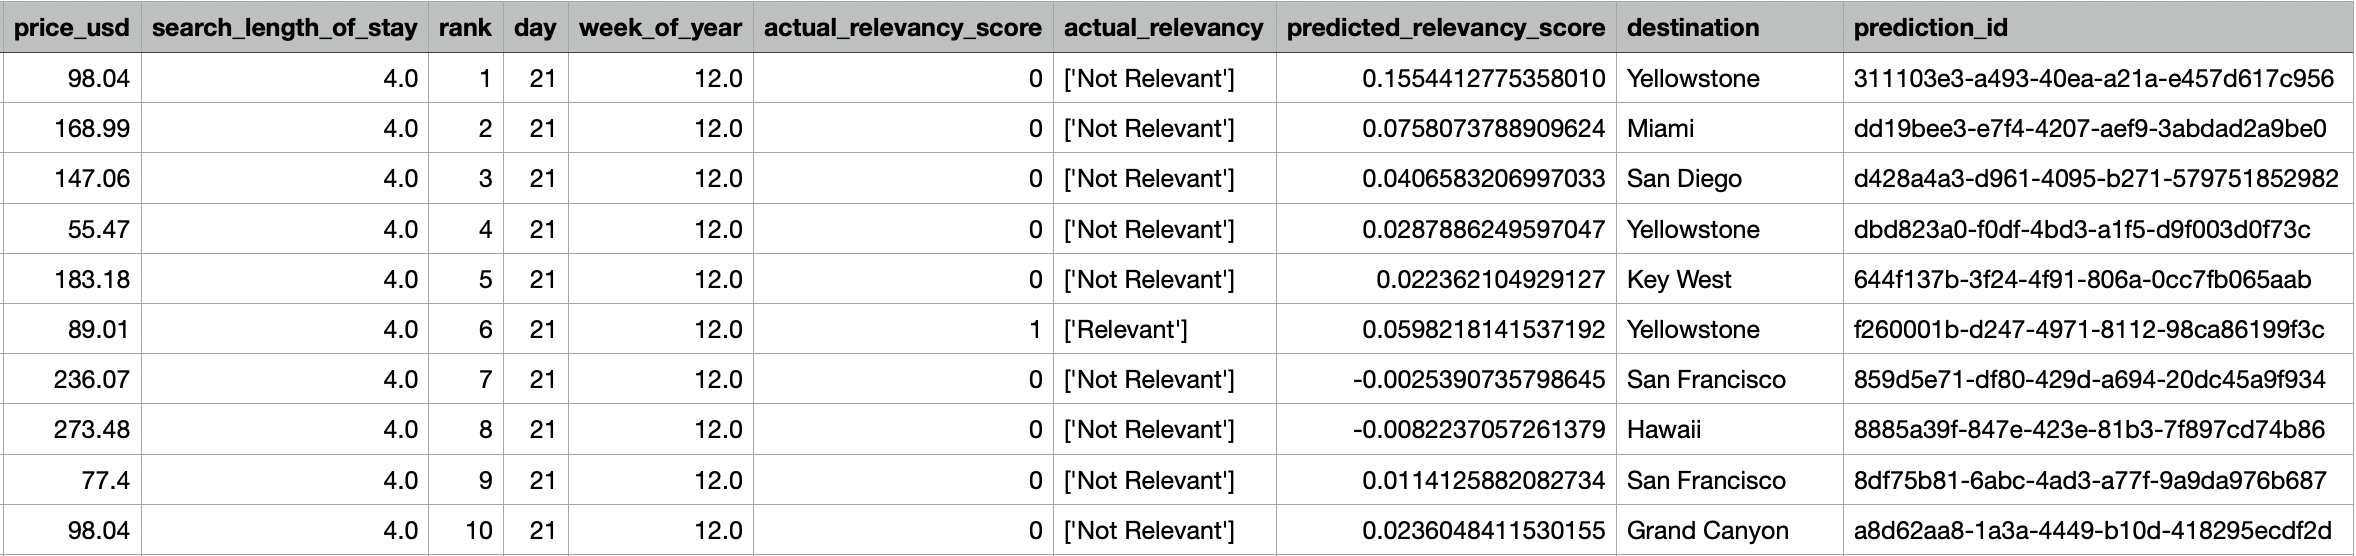 price_usd search_length_of_stay rank day week_of_year actual_relevancy_score actual_relevancy predicted_relevancy_score destination prediction_id
98.04 4.0 1 21 12.0 0 ['Not Relevant'] 0.1554412775358010 Yellowstone 311103e3-a493-40ea-a21a-e457d617c956
168.99 4.0 2 21 12.0 0 ['Not Relevant'] 0.0758073788909624 Miami dd19bee3-e7f4-4207-aef9-3abdad2a9be0
147.06 4.0 3 21 12.0 0 ['Not Relevant'] 0.0406583206997033 San Diego d428a4a3-d961-4095-b271-579751852982
55.47 4.0 4 21 12.0 0 ['Not Relevant'] 0.0287886249597047 Yellowstone dbd823a0-f0df-4bd3-a1f5-d9f003d0f73c
183.18 4.0 5 21 12.0 0 ['Not Relevant'] 0.022362104929127 Key West 644f137b-3f24-4f91-806a-0cc7fb065aab
89.01 4.0 6 21 12.0 1 ['Relevant'] 0.0598218141537192 Yellowstone f260001b-d247-4971-8112-98ca86199f3c
236.07 4.0 7 21 12.0 0 ['Not Relevant'] -0.0025390735798645 San Francisco 859d5e71-df80-429d-a694-20dc45a9f934
273.48 4.0 8 21 12.0 0 ['Not Relevant'] -0.0082237057261379 Hawaii 8885a39f-847e-423e-81b3-7f897cd74b86
77.4 4.0 9 21 12.0 0 ['Not Relevant'] 0.0114125882082734 San Francisco 8df75b81-6abc-4ad3-a77f-9a9da976b687
98.04 4.0 10 21 12.0 0 ['Not Relevant'] 0.0236048411530155 Grand Canyon a8d62aa8-1a3a-4449-b10d-418295ecdf2d